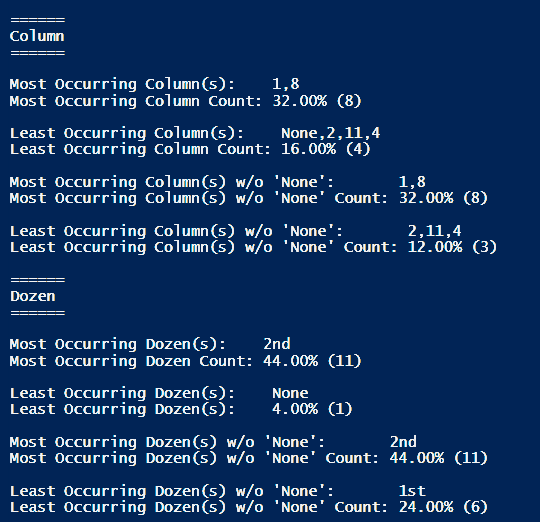 ======
Column
======
Most Occurring Column(s):    1,8
Most Occurring Column Count: 32.00% (8)
Least Occurring Column(s):    None,2,11,4
Least Occurring Column Count: 16.00% (4)
Most Occurring Column(s) w/o 'None':       1,8
Most Occurring Column(s) w/o 'None' Count: 32.00% (8)
Least Occurring Column(s) w/o 'None':       2,11,4
Least Occurring Column(s) w/o 'None' Count: 12.00% (3)
======
Dozen
======
Most Occurring Dozen(s):    2nd
Most Occurring Dozen Count: 44.00% (11)
Least Occurring Dozen(s):    None
Least Occurring Dozen(s):    4.00% (1)
Most Occurring Dozen(s) w/o 'None':       2nd
Most Occurring Dozen(s) w/o 'None' Count: 44.00% (11)
Least Occurring Dozen(s) w/o 'None':       1st
Least Occurring Dozen(s) w/o 'None' Count: 24.00% (6)